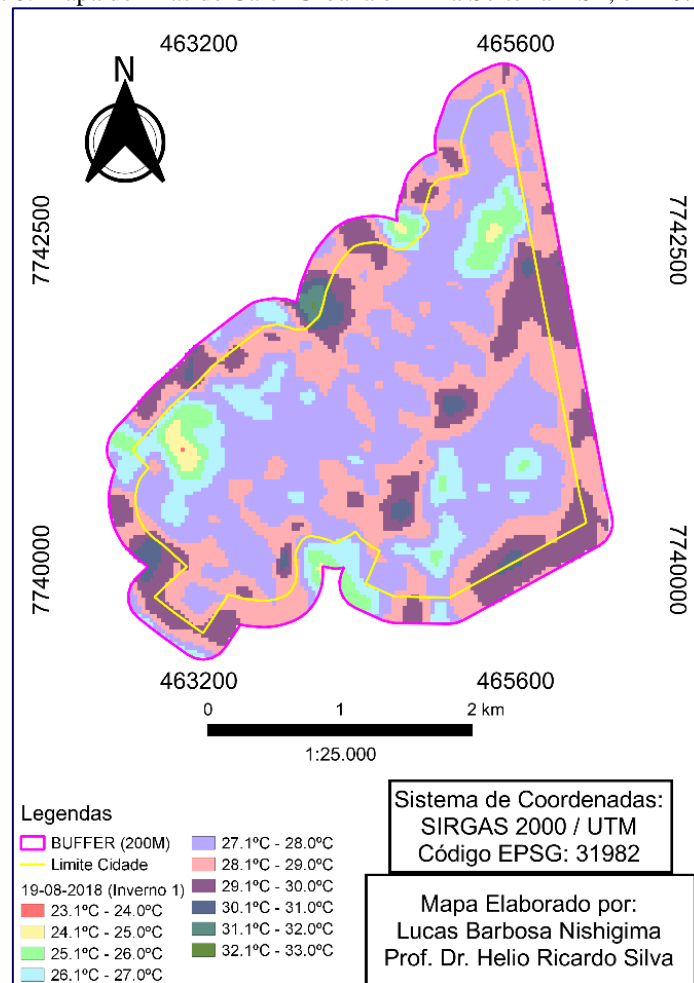 463200 465600
N
7742500
7742500
7740000
7740000
463200 465600
0 1 2 km
1:25.000
Legendas
BUFFER (200M)
Limite Cidade
19-08-2018 (Inverno 1)
23.1ºC - 24.0ºC
24.1ºC - 25.0ºC
25.1ºC - 26.0ºC
26.1ºC - 27.0ºC
27.1ºC - 28.0ºC
28.1ºC - 29.0ºC
29.1ºC - 30.0ºC
30.1ºC - 31.0ºC
31.1ºC - 32.0ºC
32.1ºC - 33.0ºC
Sistema de Coordenadas:
SIRGAS 2000 / UTM
Código EPSG: 31982
Mapa Elaborado por:
Lucas Barbosa Nishigima
Prof. Dr. Helio Ricardo Silva